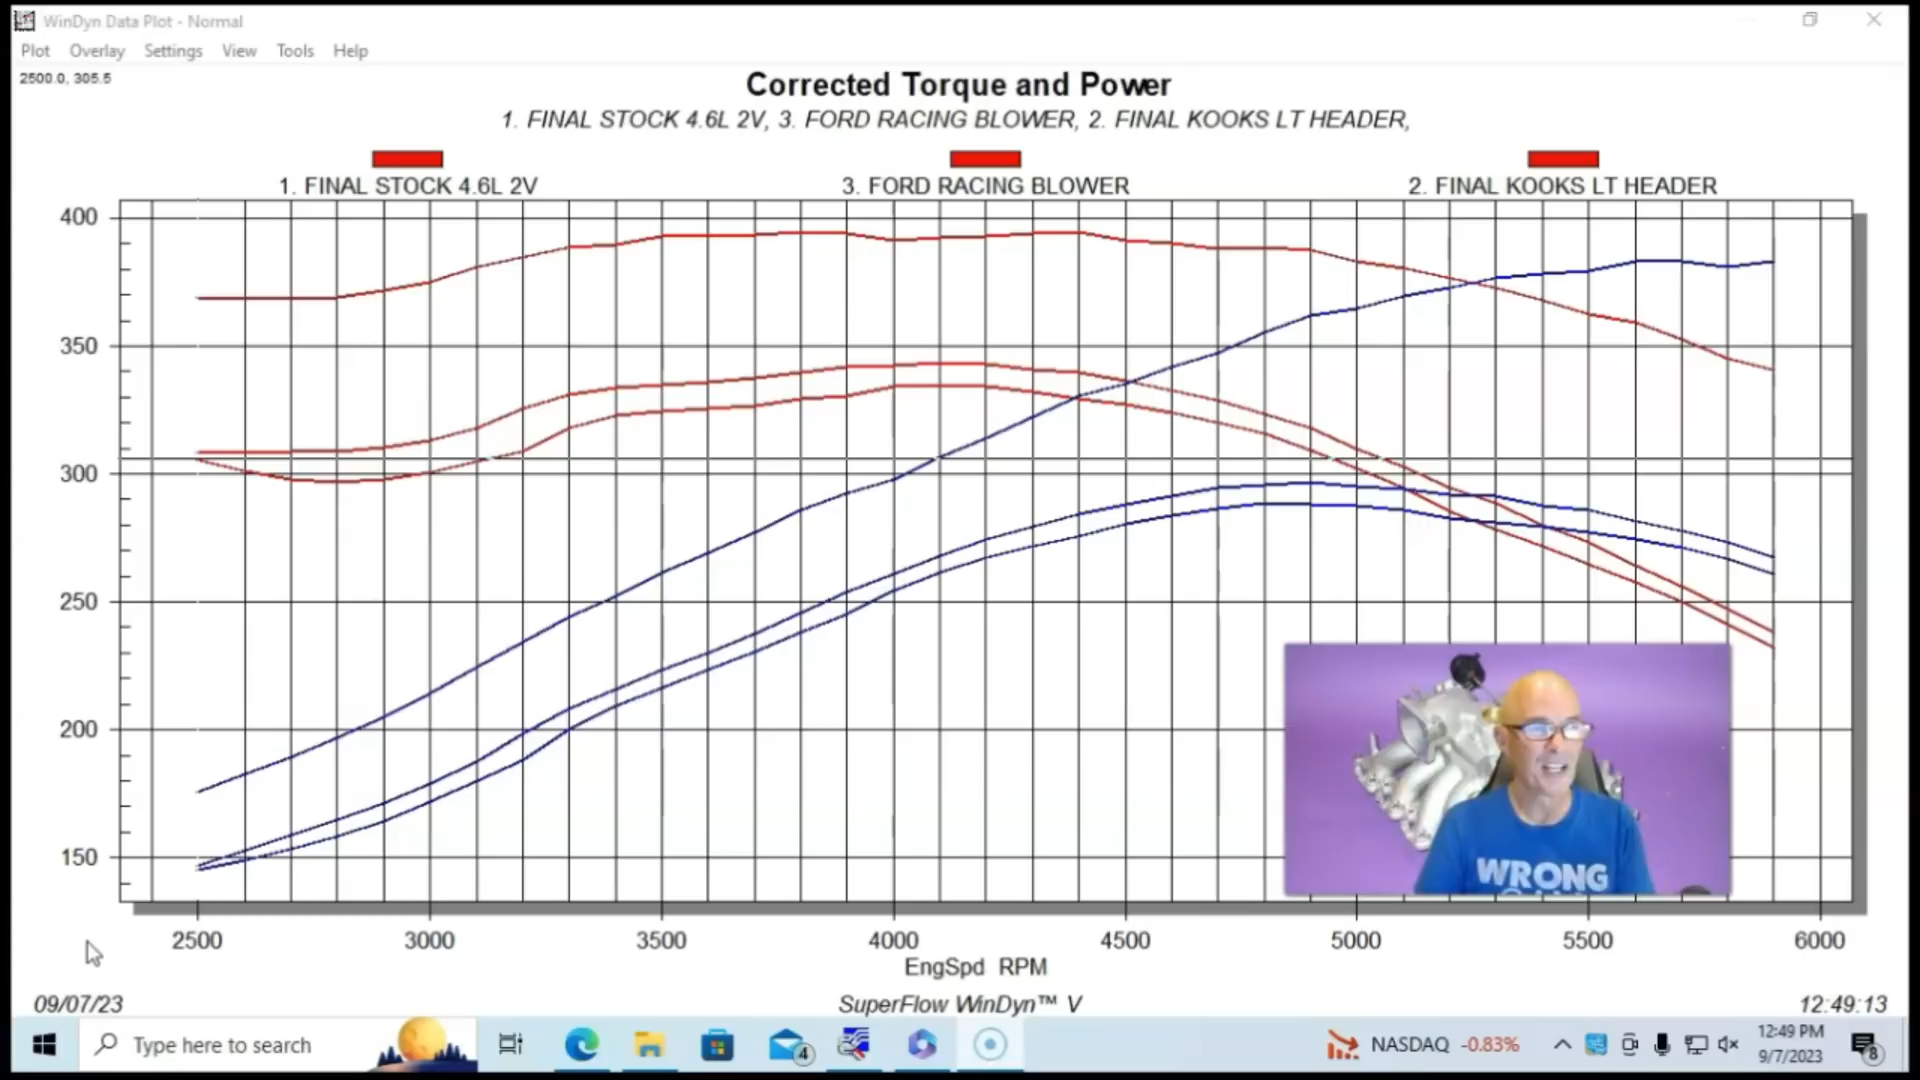 WinDyn Data Plot - Normal
Plot Overlay Settings View Tools Help
2500.0, 305.5
Corrected Torque and Power
1. FINAL STOCK 4.6L 2V, 3. FORD RACING BLOWER, 2. FINAL KOOKS LT HEADER,
1. FINAL STOCK 4.6L 2V 3. FORD RACING BLOWER 2. FINAL KOOKS LT HEADER
400
350
300
250
200
150
2500 3000 3500 4000 4500 5000 5500 6000
EngSpd RPM
WRONG
09/07/23 SuperFlow WinDyn™ V 12:49:13
Type here to search 4 NASDAQ -0.83% 12:49 PM
9/7/2023 8